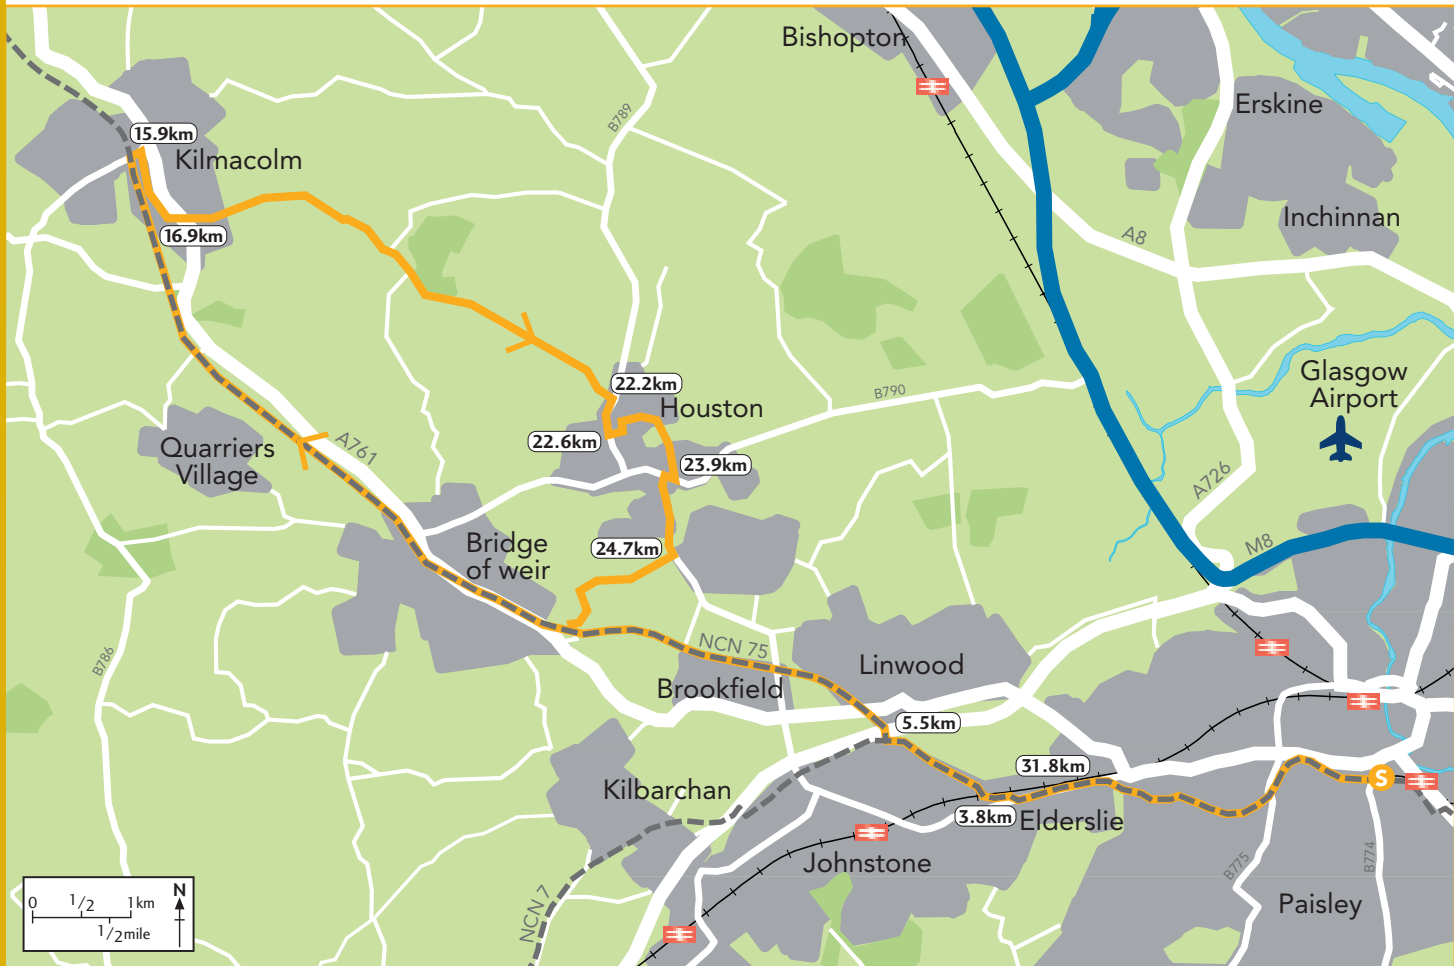 Bishopton
B789
Erskine
15.9km
Kilmacolm
Inchinnan
16.9km
A8
Glasgow
Airport
22.2km
B790
Houston
22.6km
A761
Quarriers
Village
23.9km
A726
Bridge
of weir
24.7km
M8
B786
NCN 75
Linwood
Brookfield
5.5km
31.8km
S
Kilbarchan
3.8km
Elderslie
Johnstone
B775
B774
NCN 7
Paisley
0 1/2 1km
1/2mile
N